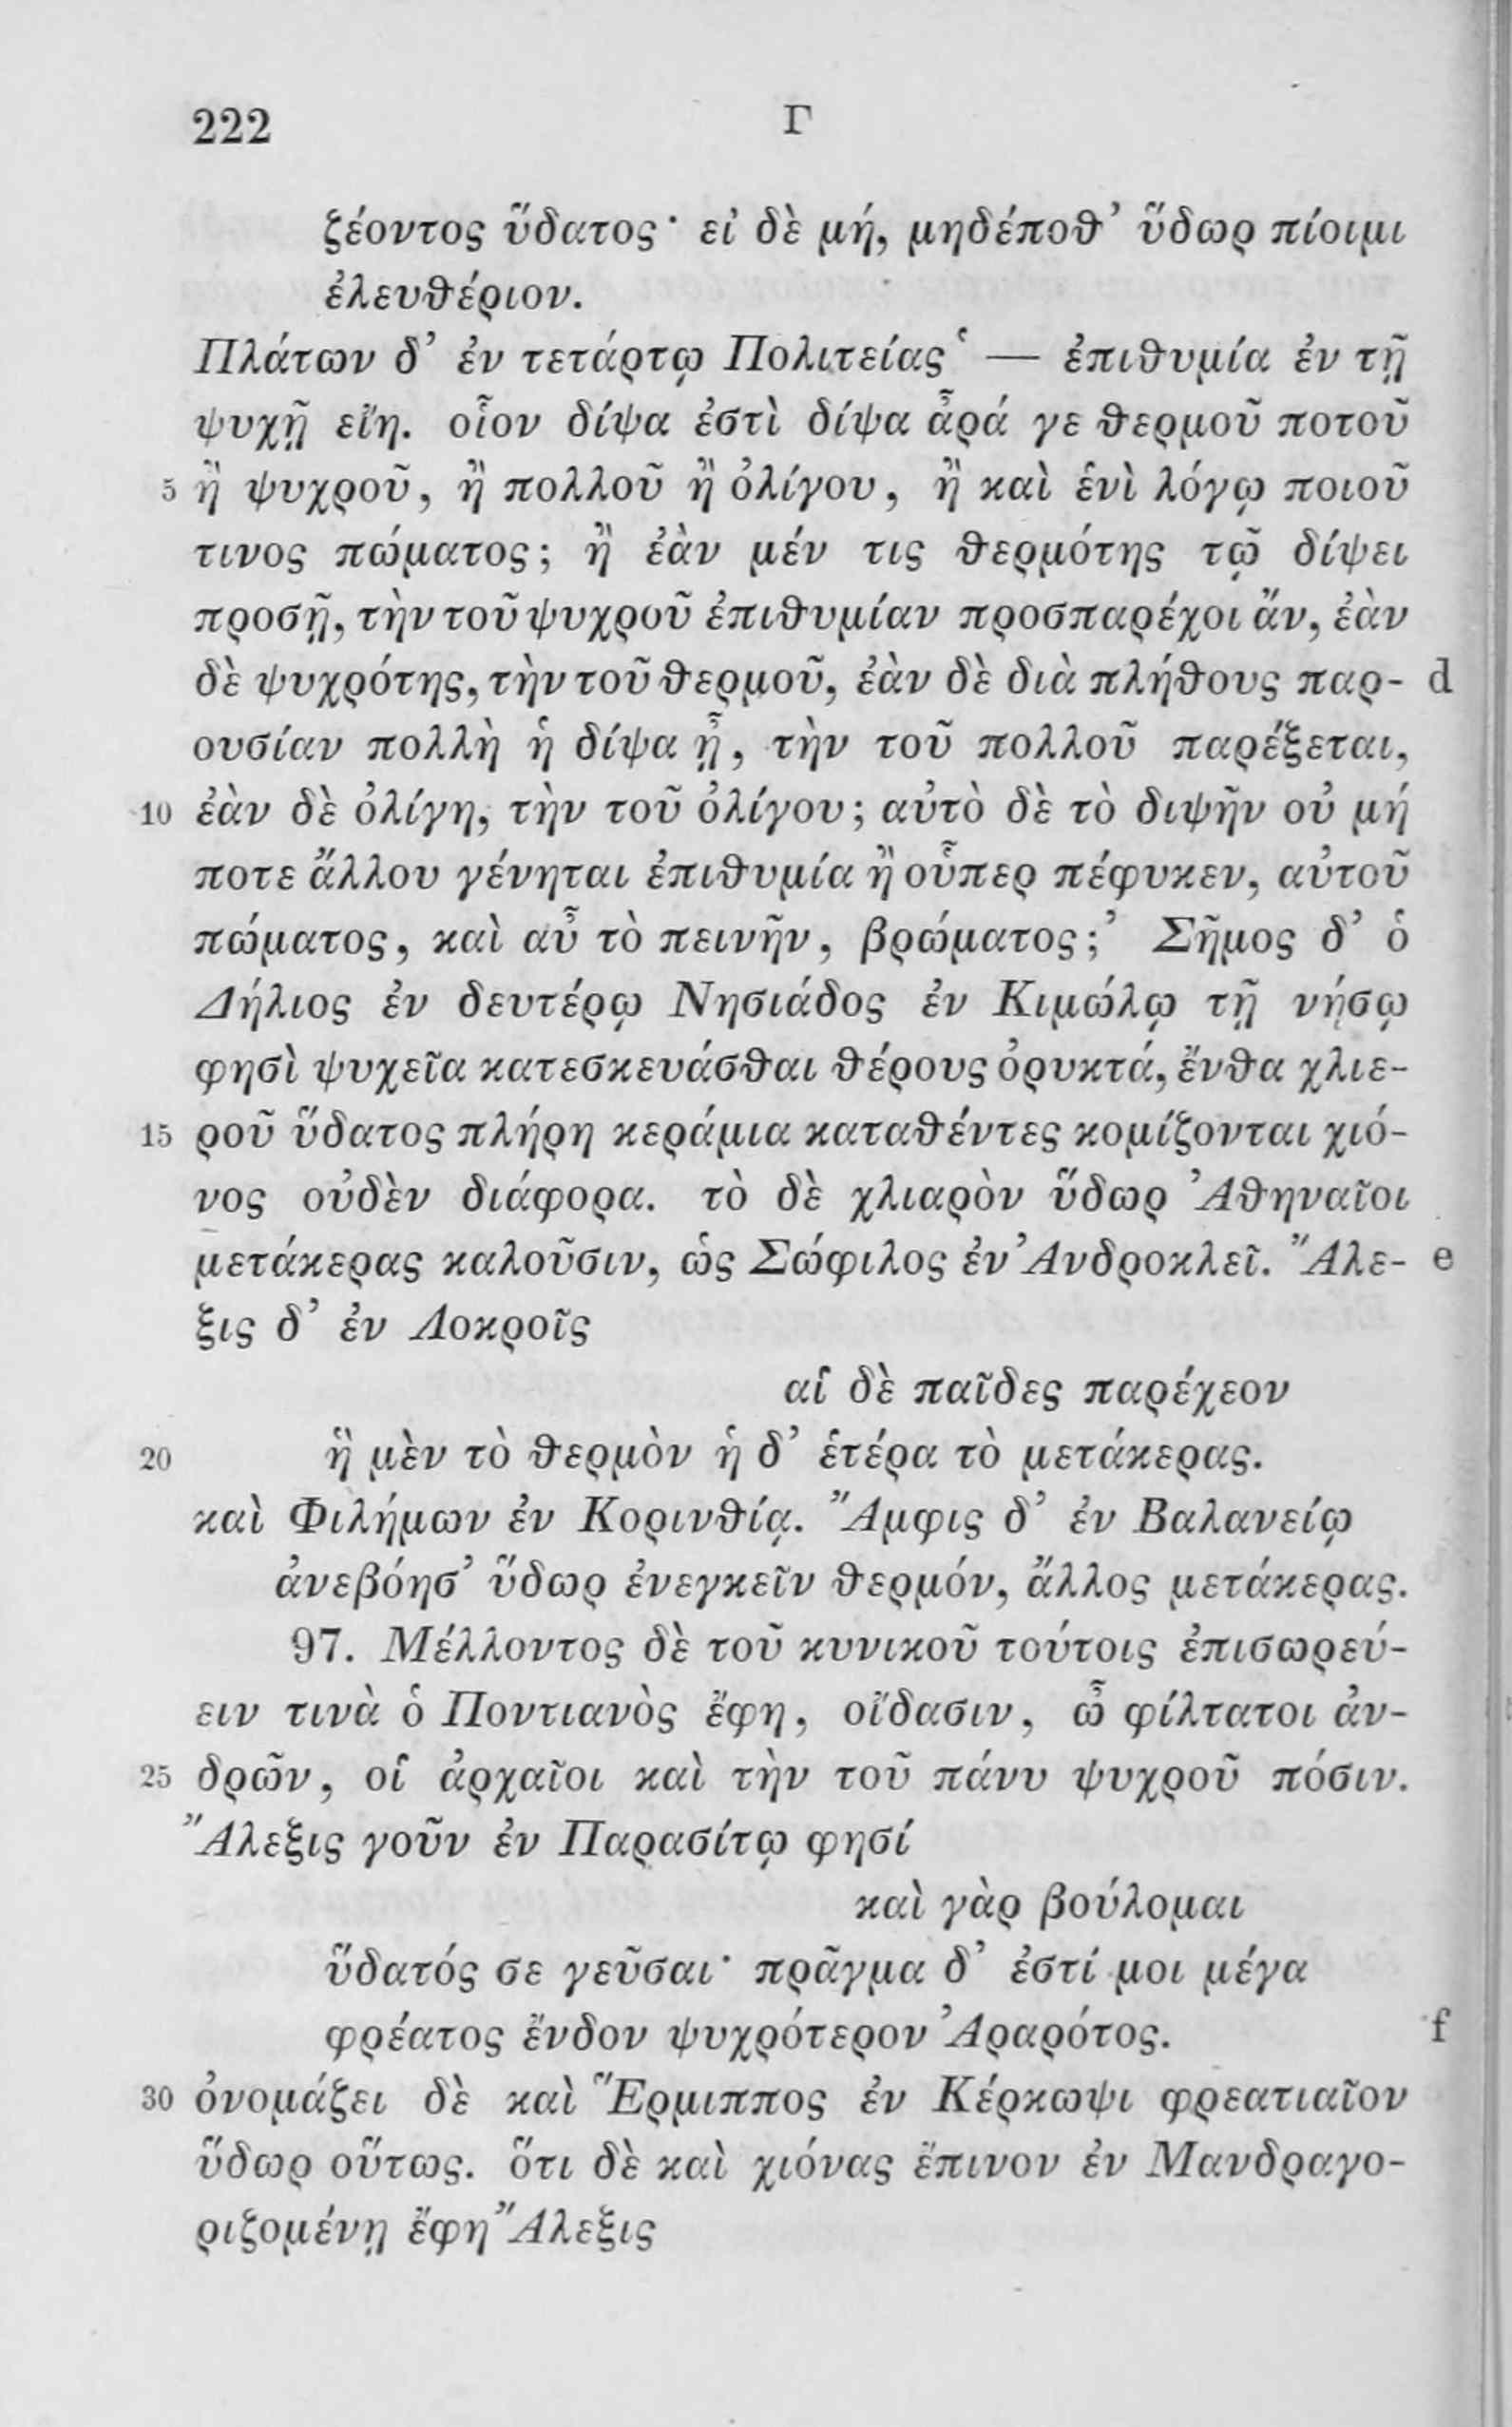 222 Γ
ζέοντος ὕδατος· εἰ δὲ μή, μηδέποθ’ ὕδωρ πίοιμι
ἐλευθέριον.
Πλάτων δ’ ἐν τετάρτῳ Πολιτείας ‘ — ἐπιθυμία ἐν τῇ
ψυχῇ εἴη. οἷον δίψα ἐστὶ δίψα ἆρά γε θερμοῦ ποτοῦ
5 ἢ ψυχροῦ, ἢ πολλοῦ ἢ ὀλίγου, ἢ καὶ ἑνὶ λόγῳ ποιοῦ
τινος πώματος; ἢ ἐὰν μέν τις θερμότης τῷ δίψει
προσῇ, τὴν τοῦ ψυχροῦ ἐπιθυμίαν προσπαρέχοι ἄν, ἐὰν
δὲ ψυχρότης, τὴν τοῦ θερμοῦ, ἐὰν δὲ διὰ πλήθους παρ- d
ουσίαν πολλὴ ἡ δίψα ᾖ, τὴν τοῦ πολλοῦ παρέξεται,
10 ἐὰν δὲ ὀλίγη, τὴν τοῦ ὀλίγου; αὐτὸ δὲ τὸ διψῆν οὐ μή
ποτε ἄλλου γένηται ἐπιθυμία ἢ οὗπερ πέφυκεν, αὐτοῦ
πώματος, καὶ αὖ τὸ πεινῆν, βρώματος;’ Σῆμος δ’ ὁ
Δήλιος ἐν δευτέρῳ Νησιάδος ἐν Κιμώλῳ τῇ νήσῳ
φησὶ ψυχεῖα κατεσκευάσθαι θέρους ὀρυκτά, ἔνθα χλιε-
15 ροῦ ὕδατος πλήρη κεράμια καταθέντες κομίζονται χιό-
νος οὐδὲν διάφορα. τὸ δὲ χλιαρὸν ὕδωρ Ἀθηναῖοι
μετάκερας καλοῦσιν, ὡς Σώφιλος ἐν Ἀνδροκλεῖ. Ἄλε- e
ξις δ’ ἐν Λοκροῖς
αἱ δὲ παῖδες παρέχεον
20 ἣ μὲν τὸ θερμὸν ἡ δ’ ἑτέρα τὸ μετάκερας.
καὶ Φιλήμων ἐν Κορινθίᾳ. Ἄμφις δ’ ἐν Βαλανείῳ
ἀνεβόησ’ ὕδωρ ἐνεγκεῖν θερμόν, ἄλλος μετάκερας.
97. Μέλλοντος δὲ τοῦ κυνικοῦ τούτοις ἐπισωρεύ-
ειν τινὰ ὁ Ποντιανὸς ἔφη, οἴδασιν, ὦ φίλτατοι ἀν-
25 δρῶν, οἱ ἀρχαῖοι καὶ τὴν τοῦ πάνυ ψυχροῦ πόσιν.
Ἄλεξις γοῦν ἐν Παρασίτῳ φησί
καὶ γὰρ βούλομαι
ὕδατός σε γεῦσαι· πρᾶγμα δ’ ἐστί μοι μέγα
φρέατος ἔνδον ψυχρότερον Ἀραρότος. f
30 ὀνομάζει δὲ καὶ Ἕρμιππος ἐν Κέρκωψι φρεατιαῖον
ὕδωρ οὕτως. ὅτι δὲ καὶ χιόνας ἔπινον ἐν Μανδραγο-
ριζομένῃ ἔφη Ἄλεξις